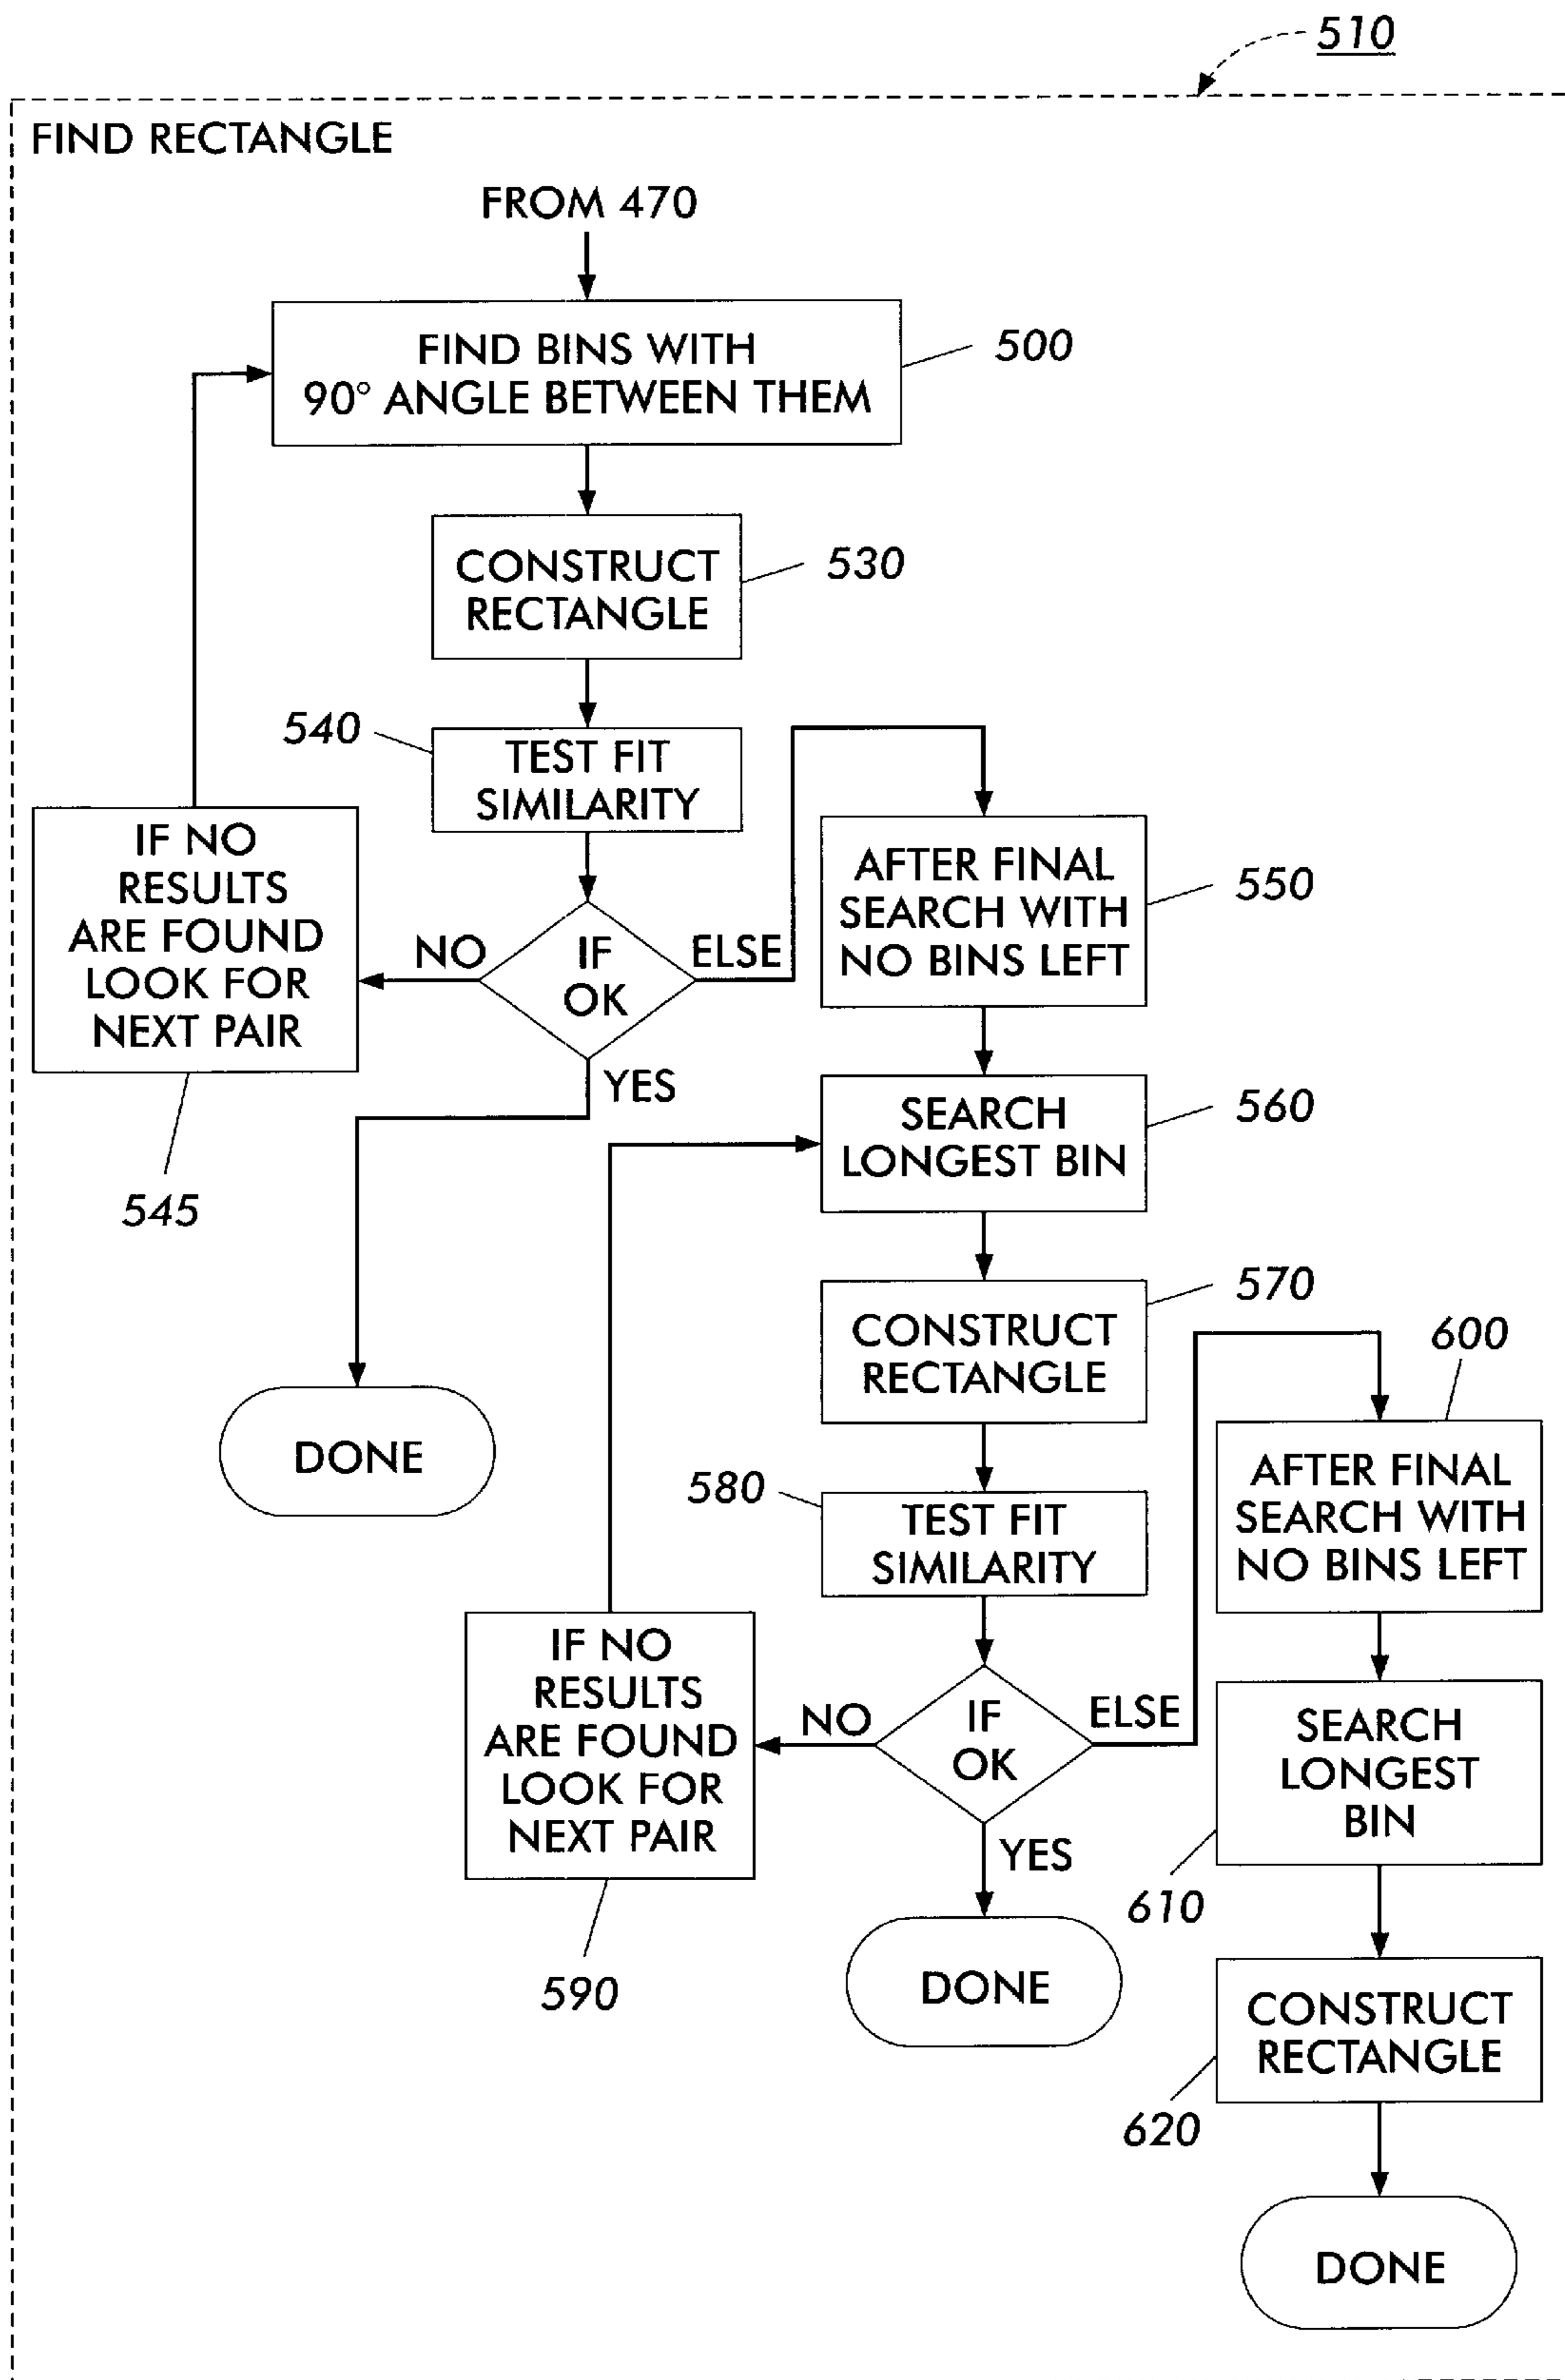 510
FIND RECTANGLE
FROM 470
FIND BINS WITH
90° ANGLE BETWEEN THEM
500
CONSTRUCT
RECTANGLE
530
540
TEST FIT
SIMILARITY
IF NO
RESULTS
ARE FOUND
LOOK FOR
NEXT PAIR
545
NO
IF
OK
ELSE
YES
DONE
AFTER FINAL
SEARCH WITH
NO BINS LEFT
550
SEARCH
LONGEST BIN
560
CONSTRUCT
RECTANGLE
570
580
TEST FIT
SIMILARITY
IF NO
RESULTS
ARE FOUND
LOOK FOR
NEXT PAIR
590
NO
IF
OK
ELSE
YES
DONE
600
AFTER FINAL
SEARCH WITH
NO BINS LEFT
SEARCH
LONGEST
BIN
610
CONSTRUCT
RECTANGLE
620
DONE